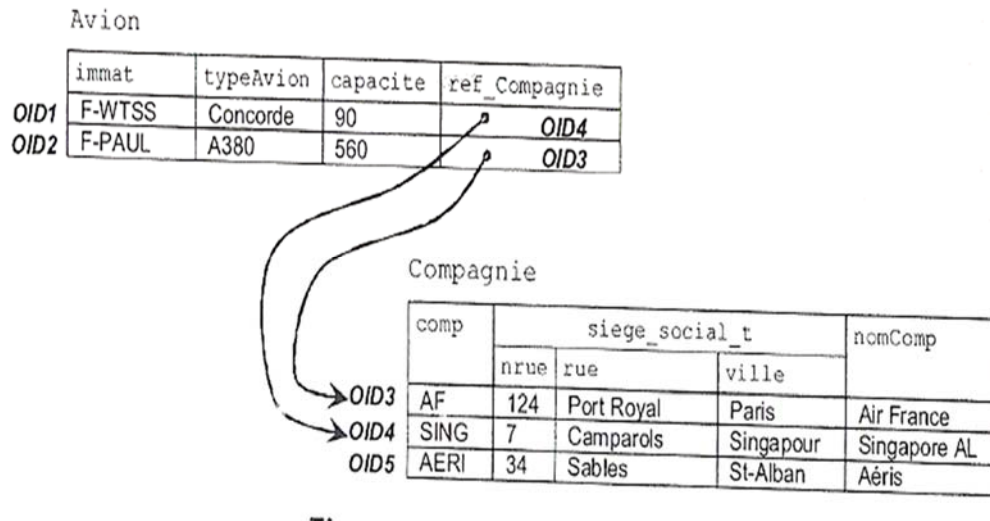 Avion
immat typeAvion capacite ref_Compagnie
OID1 F-WTSS Concorde 90 OID4
OID2 F-PAUL A380 560 OID3
Compagnie
comp siege_social_t nomComp
nrue rue ville
OID3 AF 124 Port Royal Paris Air France
OID4 SING 7 Camparols Singapour Singapore AL
OID5 AERI 34 Sables St-Alban Aéris